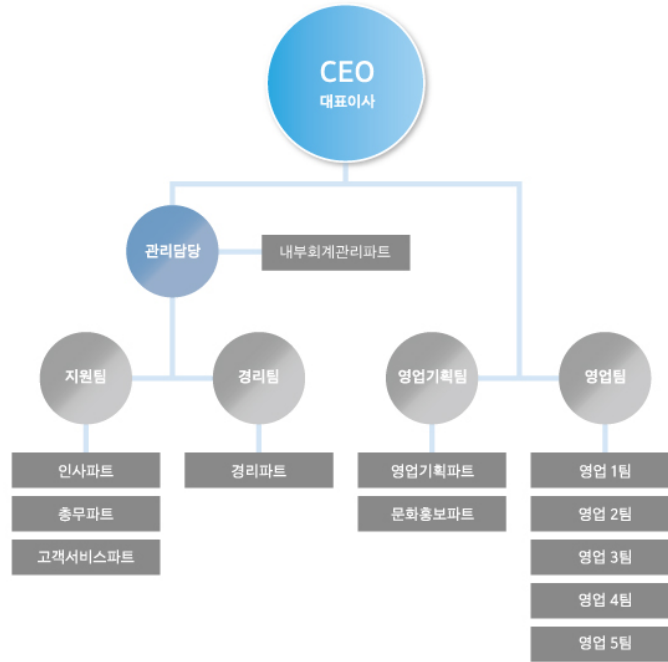 CEO
대표이사
관리담당
내부회계관리파트
지원팀
경리팀
영업기획팀
영업팀
인사파트
경리파트
영업기획파트
영업 1팀
총무파트
문화홍보파트
영업 2팀
고객서비스파트
영업 3팀
영업 4팀
영업 5팀